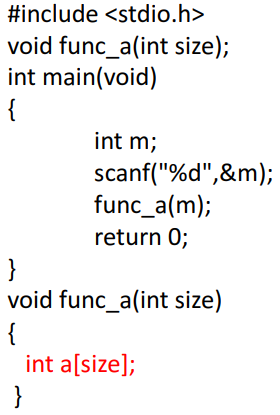 #include <stdio.h>
void func_a(int size);
int main(void)
{
int m;
scanf("%d",&m);
func_a(m);
return 0;
}
void func_a(int size)
{
int a[size];
}